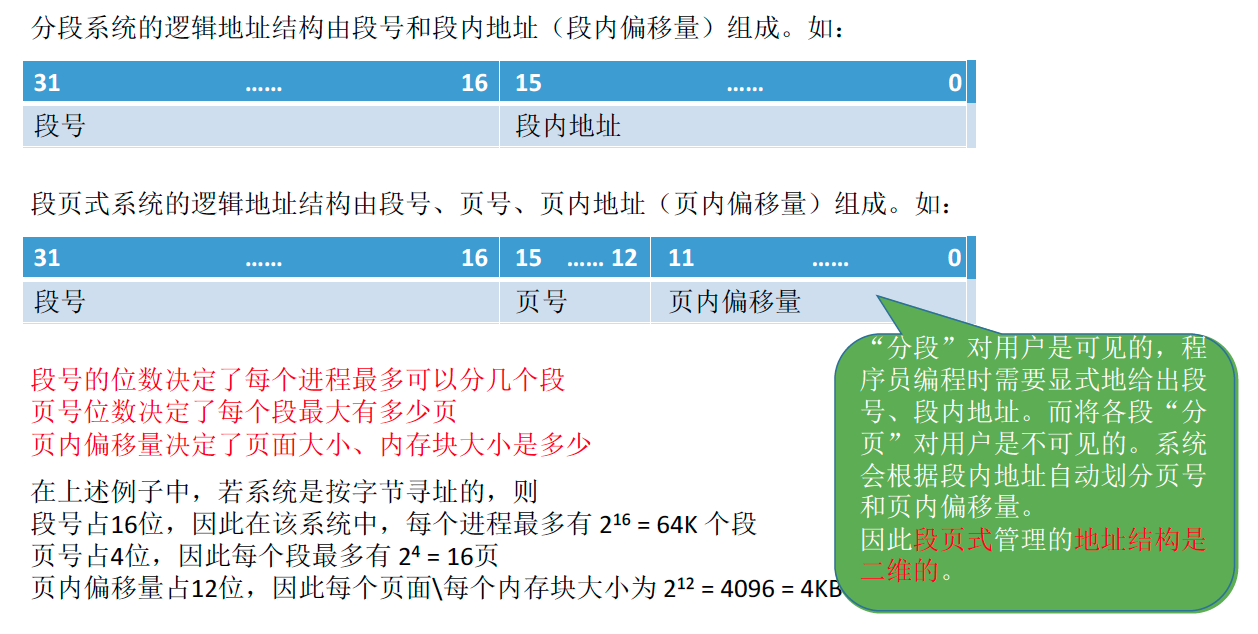 分段系统的逻辑地址结构由段号和段内地址（段内偏移量）组成。如：
31 …… 16 15 …… 0
段号 段内地址
段页式系统的逻辑地址结构由段号、页号、页内地址（页内偏移量）组成。如：
31 …… 16 15 …… 12 11 …… 0
段号 页号 页内偏移量
段号的位数决定了每个进程最多可以分几个段
页号位数决定了每个段最大有多少页
页内偏移量决定了页面大小、内存块大小是多少
在上述例子中，若系统是按字节寻址的，则
段号占16位，因此在该系统中，每个进程最多有 2¹⁶ = 64K 个段
页号占4位，因此每个段最多有 2⁴ = 16页
页内偏移量占12位，因此每个页面\每个内存块大小为 2¹² = 4096 = 4KB
“分段”对用户是可见的，程
序员编程时需要显式地给出段
号、段内地址。而将各段“分
页”对用户是不可见的。系统
会根据段内地址自动划分页号
和页内偏移量。
因此段页式管理的地址结构是
二维的。